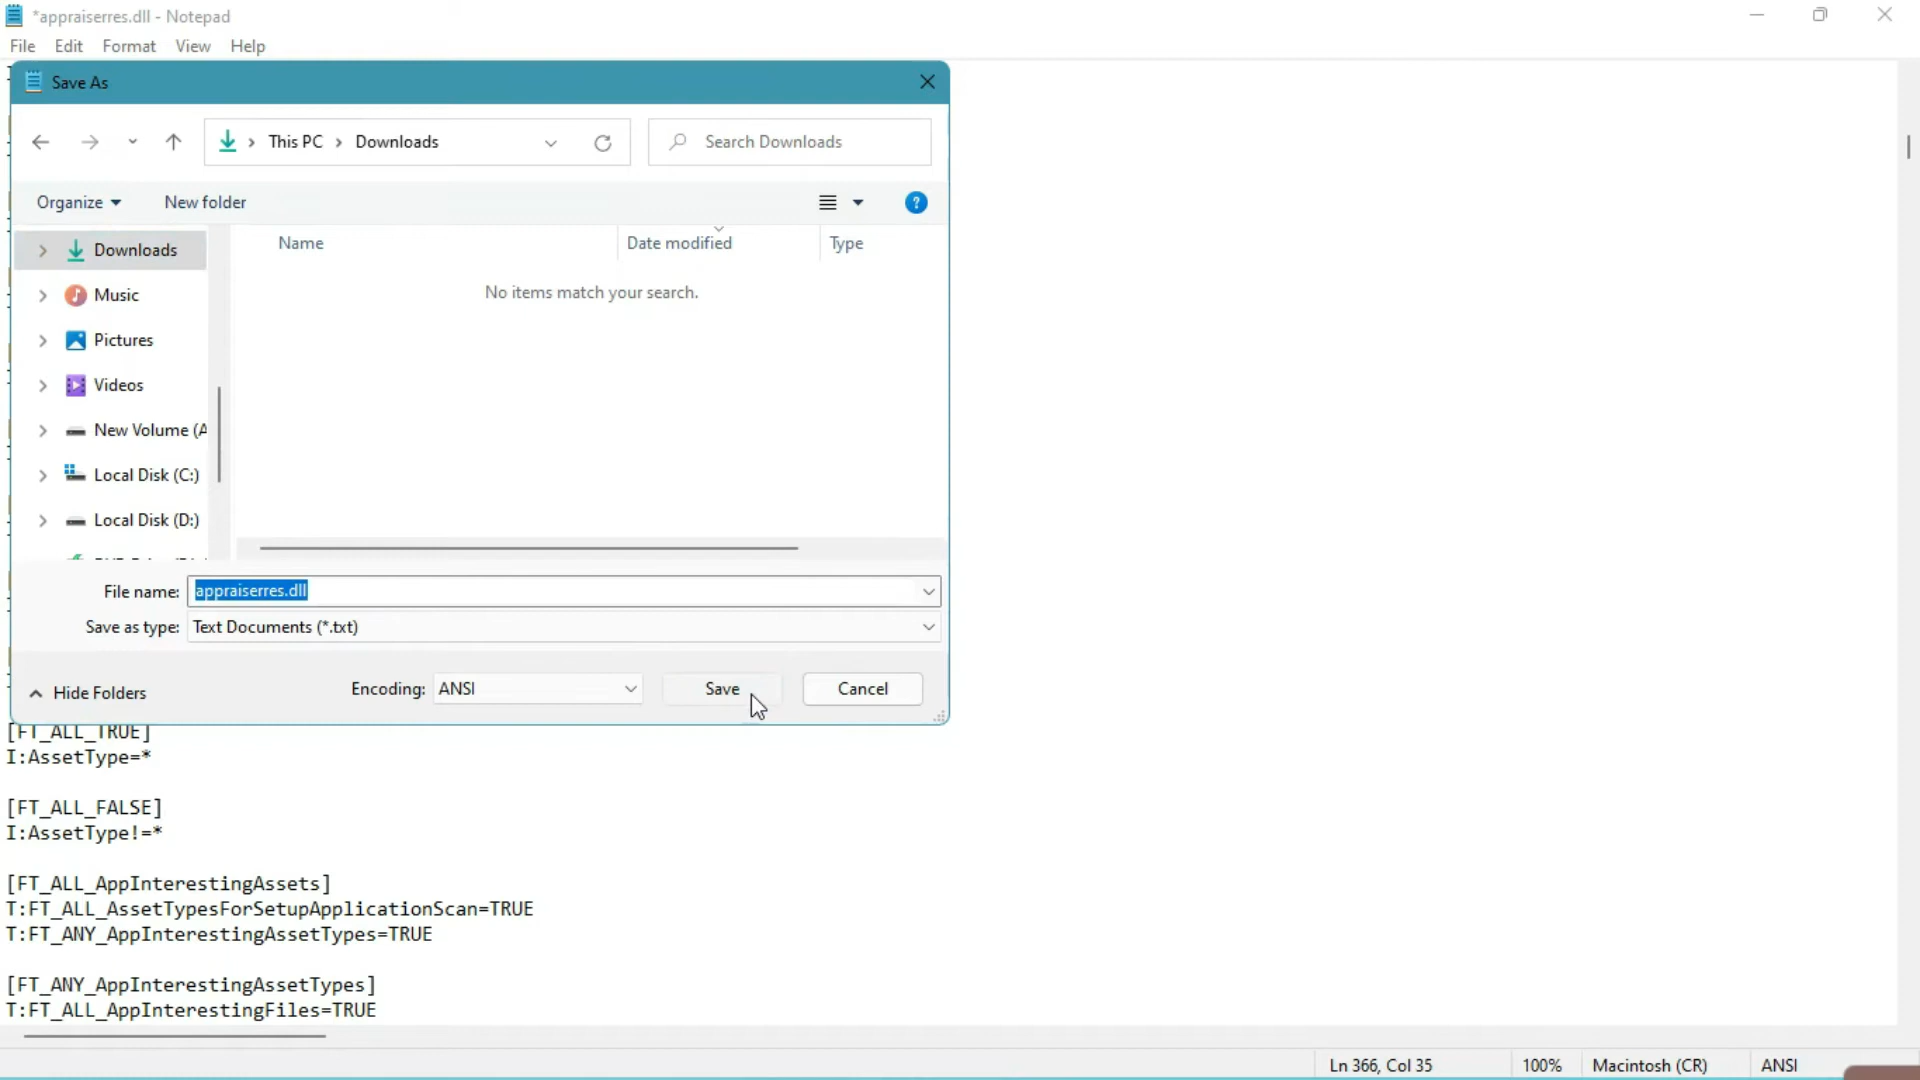 *appraiserres.dll - Notepad
File Edit Format View Help
Save As
This PC > Downloads
Search Downloads
Organize New folder
Name Date modified Type
No items match your search.
Downloads
Music
Pictures
Videos
New Volume (A
Local Disk (C:)
Local Disk (D:)
File name: appraiserres.dll
Save as type: Text Documents (*.txt)
Hide Folders
Encoding: ANSI
Save
Cancel
[FT_ALL_TRUE]
I:AssetType=*
[FT_ALL_FALSE]
I:AssetType!=*
[FT_ALL_AppInterestingAssets]
T:FT_ALL_AssetTypesForSetupApplicationScan=TRUE
T:FT_ANY_AppInterestingAssetTypes=TRUE
[FT_ANY_AppInterestingAssetTypes]
T:FT_ALL_AppInterestingFiles=TRUE
Ln 366, Col 35 100% Macintosh (CR) ANSI